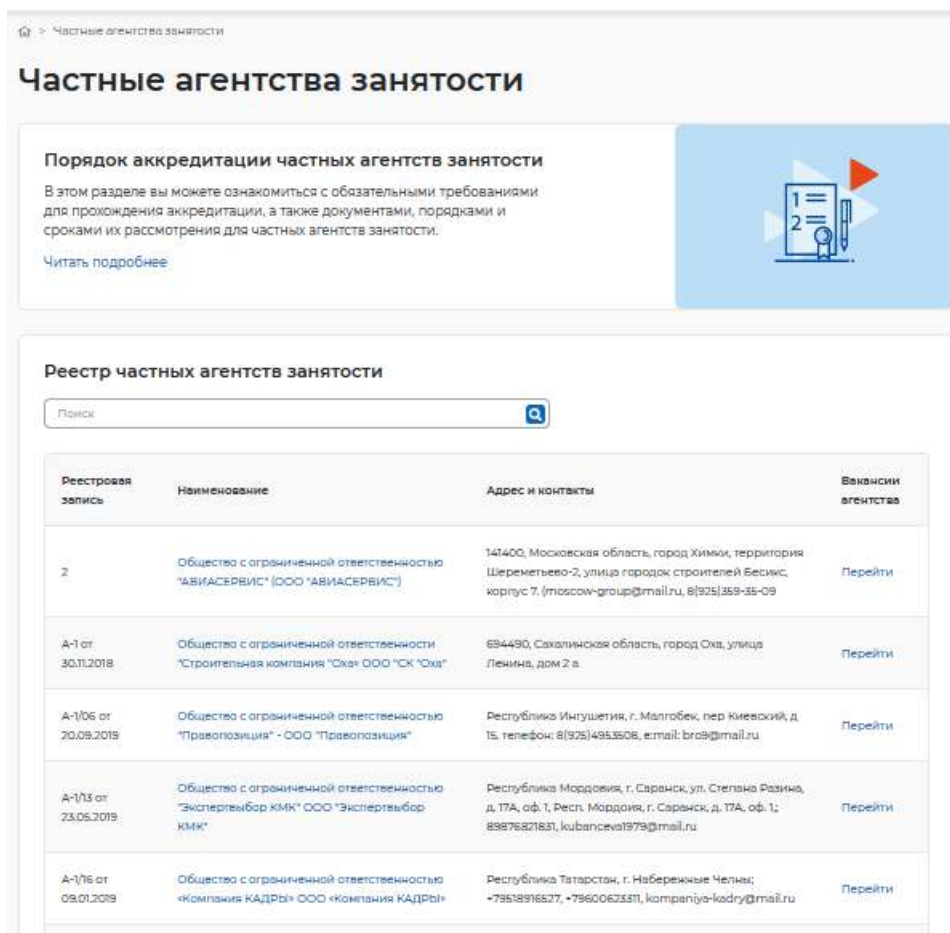 > Частные агентства занятости
Частные агентства занятости
Порядок аккредитации частных агентств занятости
В этом разделе вы можете ознакомиться с обязательными требованиями
для прохождения аккредитации, а также документами, порядками и
сроками их рассмотрения для частных агентств занятости.
Читать подробнее
1
2
Реестр частных агентств занятости
Поиск
Реестровая
запись
Наименование
Адрес и контакты
Вакансии
агентства
2
Общество с ограниченной ответственностью
"АВИАСЕРВИС" (ООО "АВИАСЕРВИС")
141400, Московская область, город Химки, территория
Шереметьево-2, улица городок строителей Бесикс,
корпус 7. (moscow-group@mail.ru, 8(925)359-35-09
Перейти
А-1 от
30.11.2018
Общество с ограниченной ответственности
"Строительная компания "Оха» ООО "СК "Оха"
694490, Сахалинская область, город Оха, улица
Ленина, дом 2 а
Перейти
А-1/06 от
20.09.2019
Общество с ограниченной ответственностью
"Правопозиция" - ООО "Правопозиция"
Республика Ингушетия, г. Малгобек, пер Киевский, д
15. телефон: 8(925)4953508, e:mail: bro9@mail.ru
Перейти
А-1/13 от
23.05.2019
Общество с ограниченной ответственностью
"Экспертвыбор КМК" ООО "Экспертвыбор
КМК"
Республика Мордовия, г. Саранск, ул. Степана Разина,
д. 17А, оф. 1, Респ. Мордоия, г. Саранск, д. 17А, оф. 1,;
89876821831, kubanceva1979@mail.ru
Перейти
А-1/16 от
09.01.2019
Общество с ограниченной ответственностью
«Компания КАДРЫ» ООО «Компания КАДРЫ»
Республика Татарстан, г. Набережные Челны;
+79518916527, +79600623311, kompaniya-kadry@mail.ru
Перейти